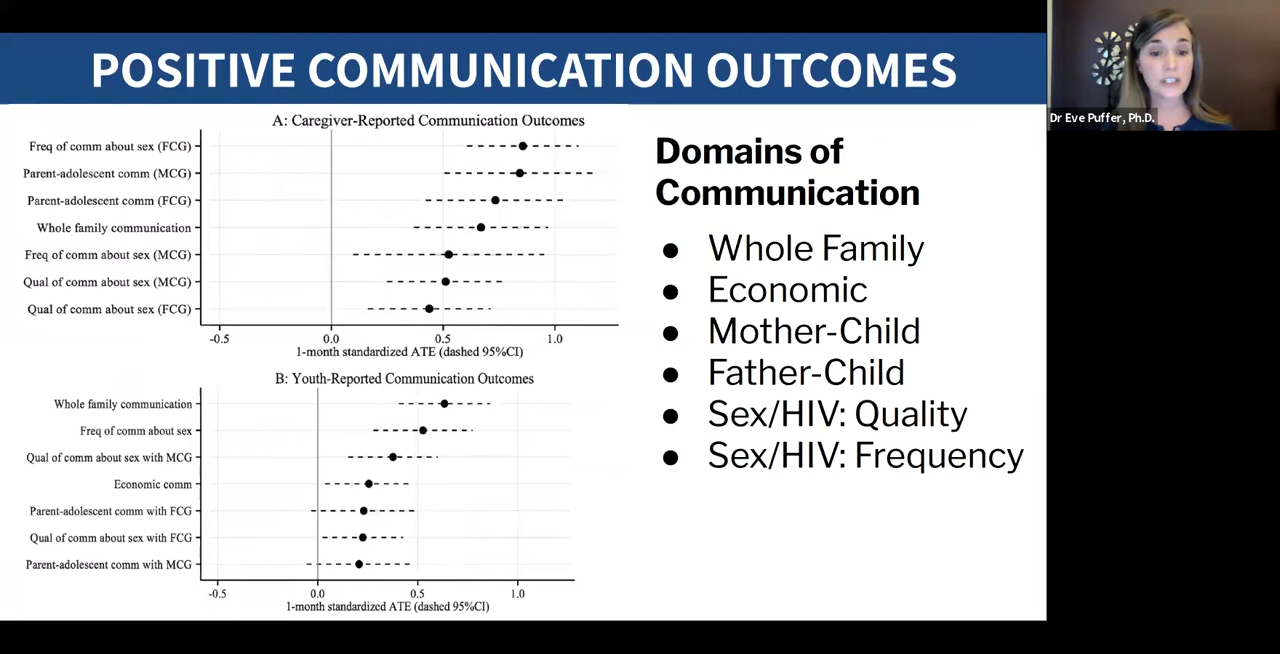 POSITIVE COMMUNICATION OUTCOMES
Dr Eve Puffer, Ph.D.
A: Caregiver-Reported Communication Outcomes
Freq of comm about sex (FCG)
Parent-adolescent comm (MCG)
Parent-adolescent comm (FCG)
Whole family communication
Freq of comm about sex (MCG)
Qual of comm about sex (MCG)
Qual of comm about sex (FCG)
-0.5 0.0 0.5 1.0
1-month standardized ATE (dashed 95%CI)
B: Youth-Reported Communication Outcomes
Whole family communication
Freq of comm about sex
Qual of comm about sex with MCG
Economic comm
Parent-adolescent comm with FCG
Qual of comm about sex with FCG
Parent-adolescent comm with MCG
-0.5 0.0 0.5 1.0
1-month standardized ATE (dashed 95%CI)
Domains of
Communication
● Whole Family
● Economic
● Mother-Child
● Father-Child
● Sex/HIV: Quality
● Sex/HIV: Frequency